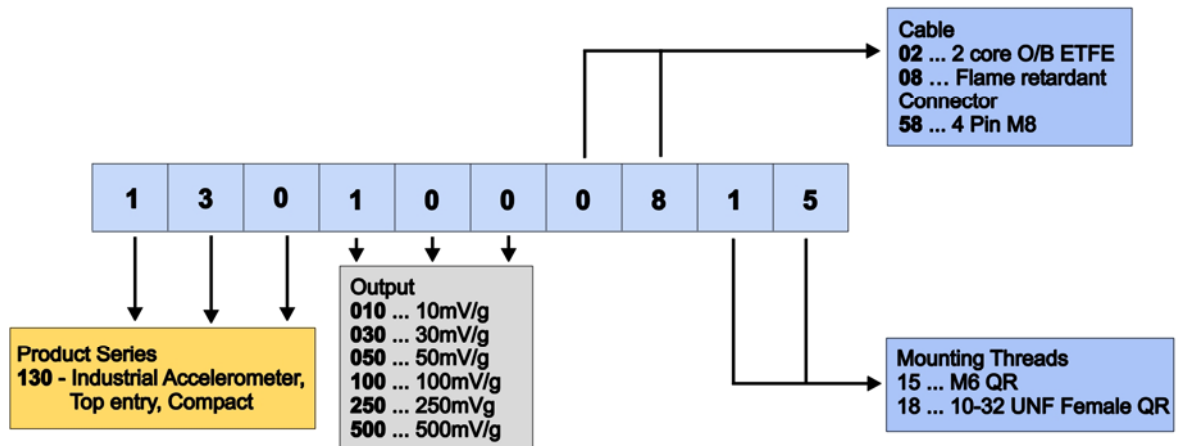 Cable
02 ... 2 core O/B ETFE
08 ... Flame retardant
Connector
58 ... 4 Pin M8
1 3 0 1 0 0 0 8 1 5
Output
010 ... 10mV/g
030 ... 30mV/g
050 ... 50mV/g
100 ... 100mV/g
250 ... 250mVg
500 ... 500mV/g
Product Series
130 - Industrial Accelerometer,
Top entry, Compact
Mounting Threads
15 ... M6 QR
18 ... 10-32 UNF Female QR